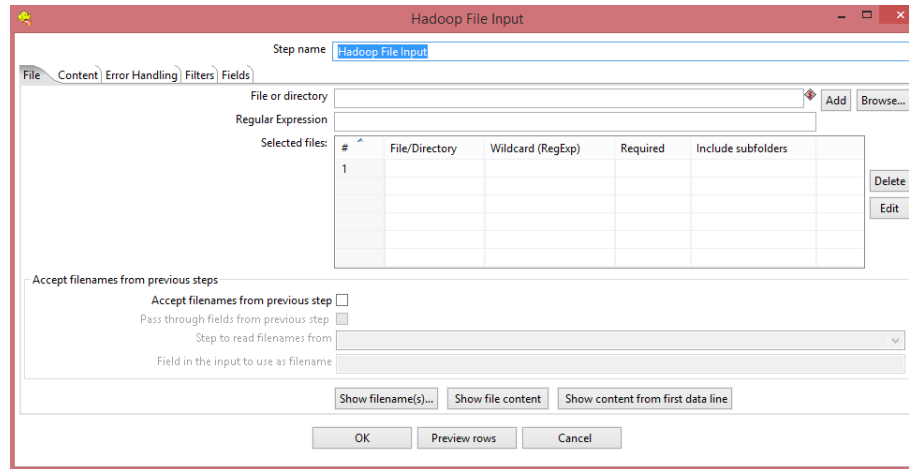 Hadoop File Input
Step name Hadoop File Input
File Content Error Handling Filters Fields
File or directory Add Browse...
Regular Expression
Selected files: # File/Directory Wildcard (RegExp) Required Include subfolders
1
Delete
Edit
Accept filenames from previous steps
Accept filenames from previous step
Pass through fields from previous step
Step to read filenames from
Field in the input to use as filename
Show filename(s)... Show file content Show content from first data line
OK Preview rows Cancel